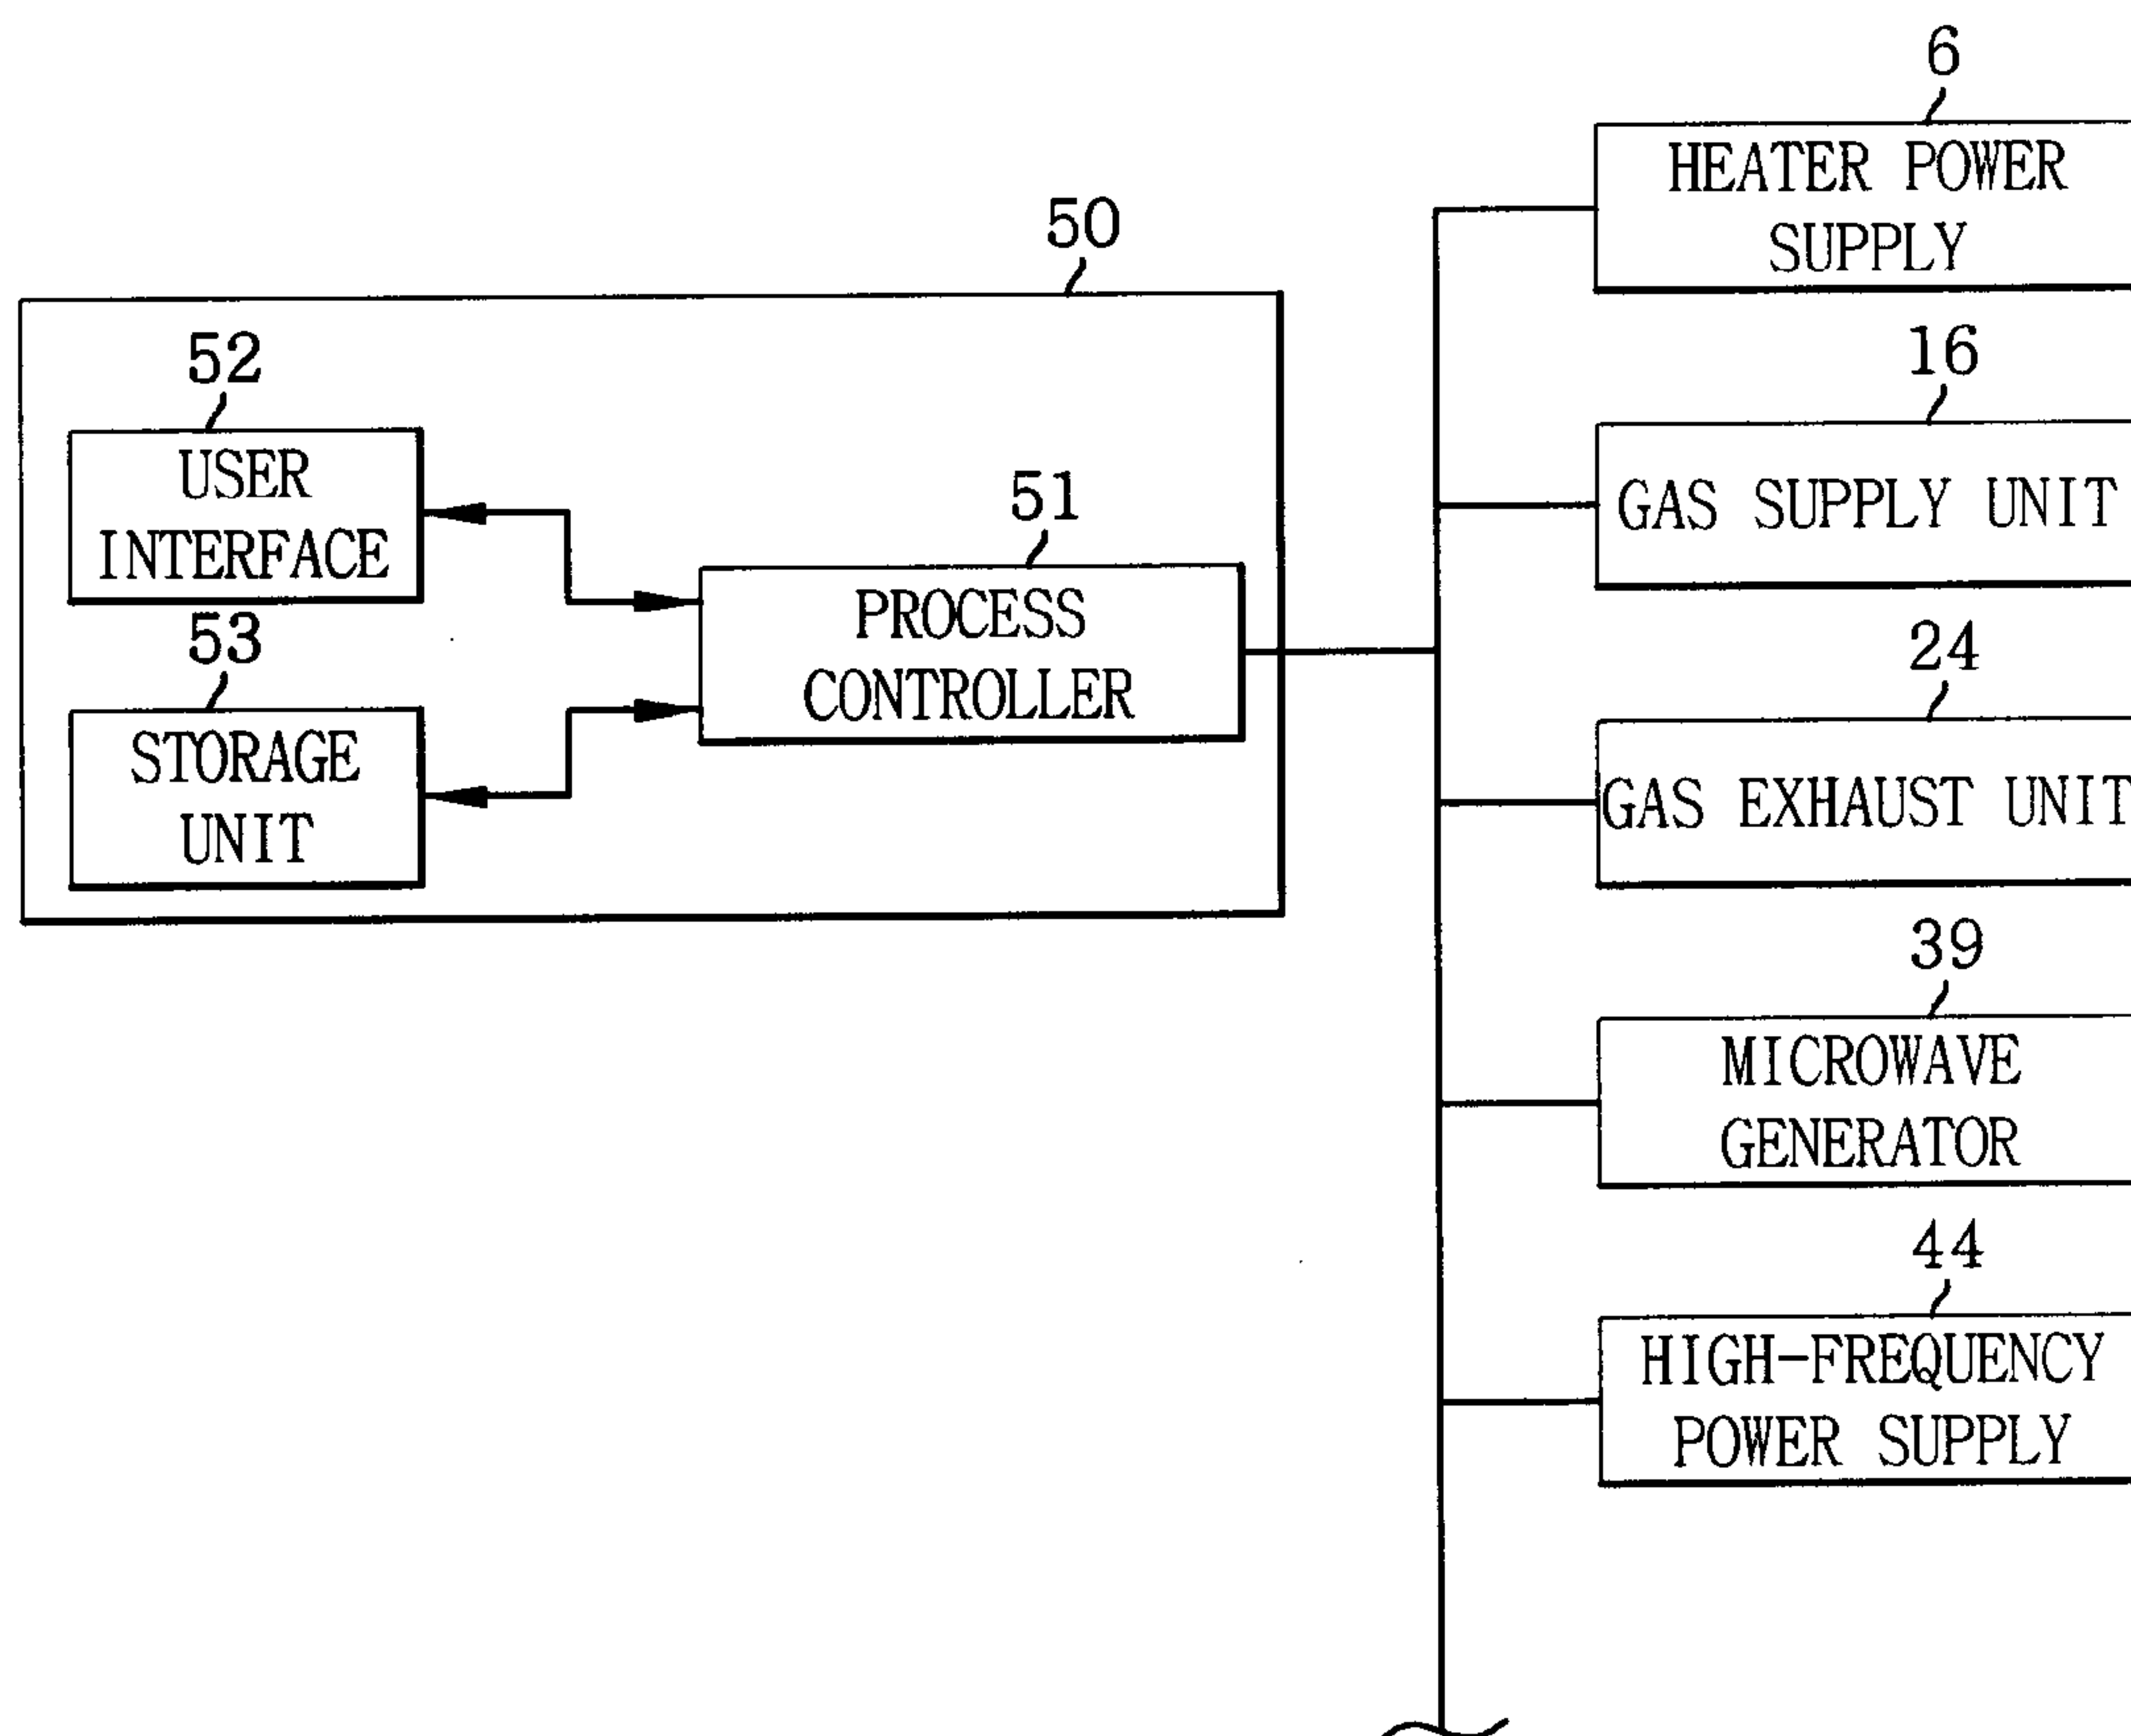 50
52
USER
INTERFACE
53
STORAGE
UNIT
51
PROCESS
CONTROLLER
6
HEATER POWER
SUPPLY
16
GAS SUPPLY UNIT
24
GAS EXHAUST UNIT
39
MICROWAVE
GENERATOR
44
HIGH-FREQUENCY
POWER SUPPLY